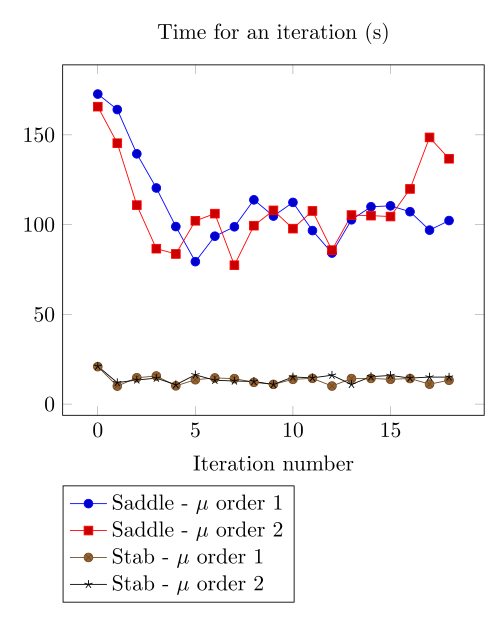 Time for an iteration (s)
150
100
50
0
0 5 10 15
Iteration number
Saddle - μ order 1
Saddle - μ order 2
Stab - μ order 1
Stab - μ order 2